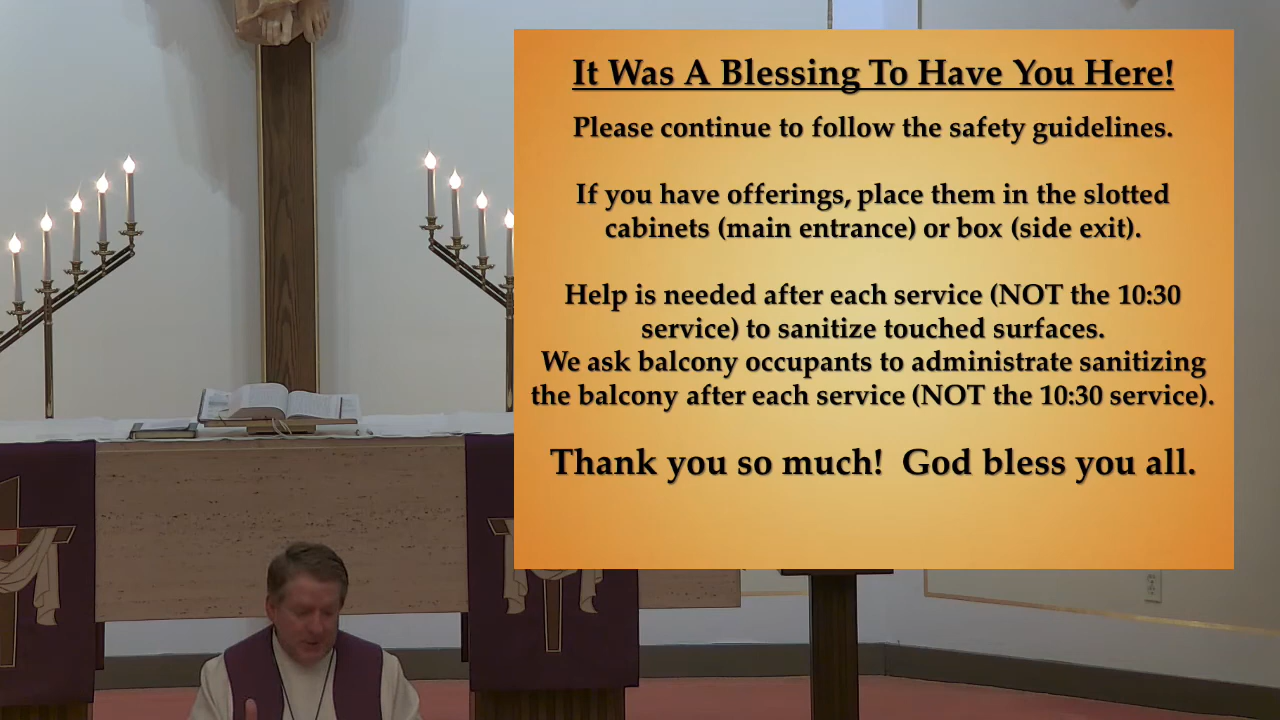 It Was A Blessing To Have You Here!
Please continue to follow the safety guidelines.
If you have offerings, place them in the slotted
cabinets (main entrance) or box (side exit).
Help is needed after each service (NOT the 10:30
service) to sanitize touched surfaces.
We ask balcony occupants to administrate sanitizing
the balcony after each service (NOT the 10:30 service).
Thank you so much!  God bless you all.